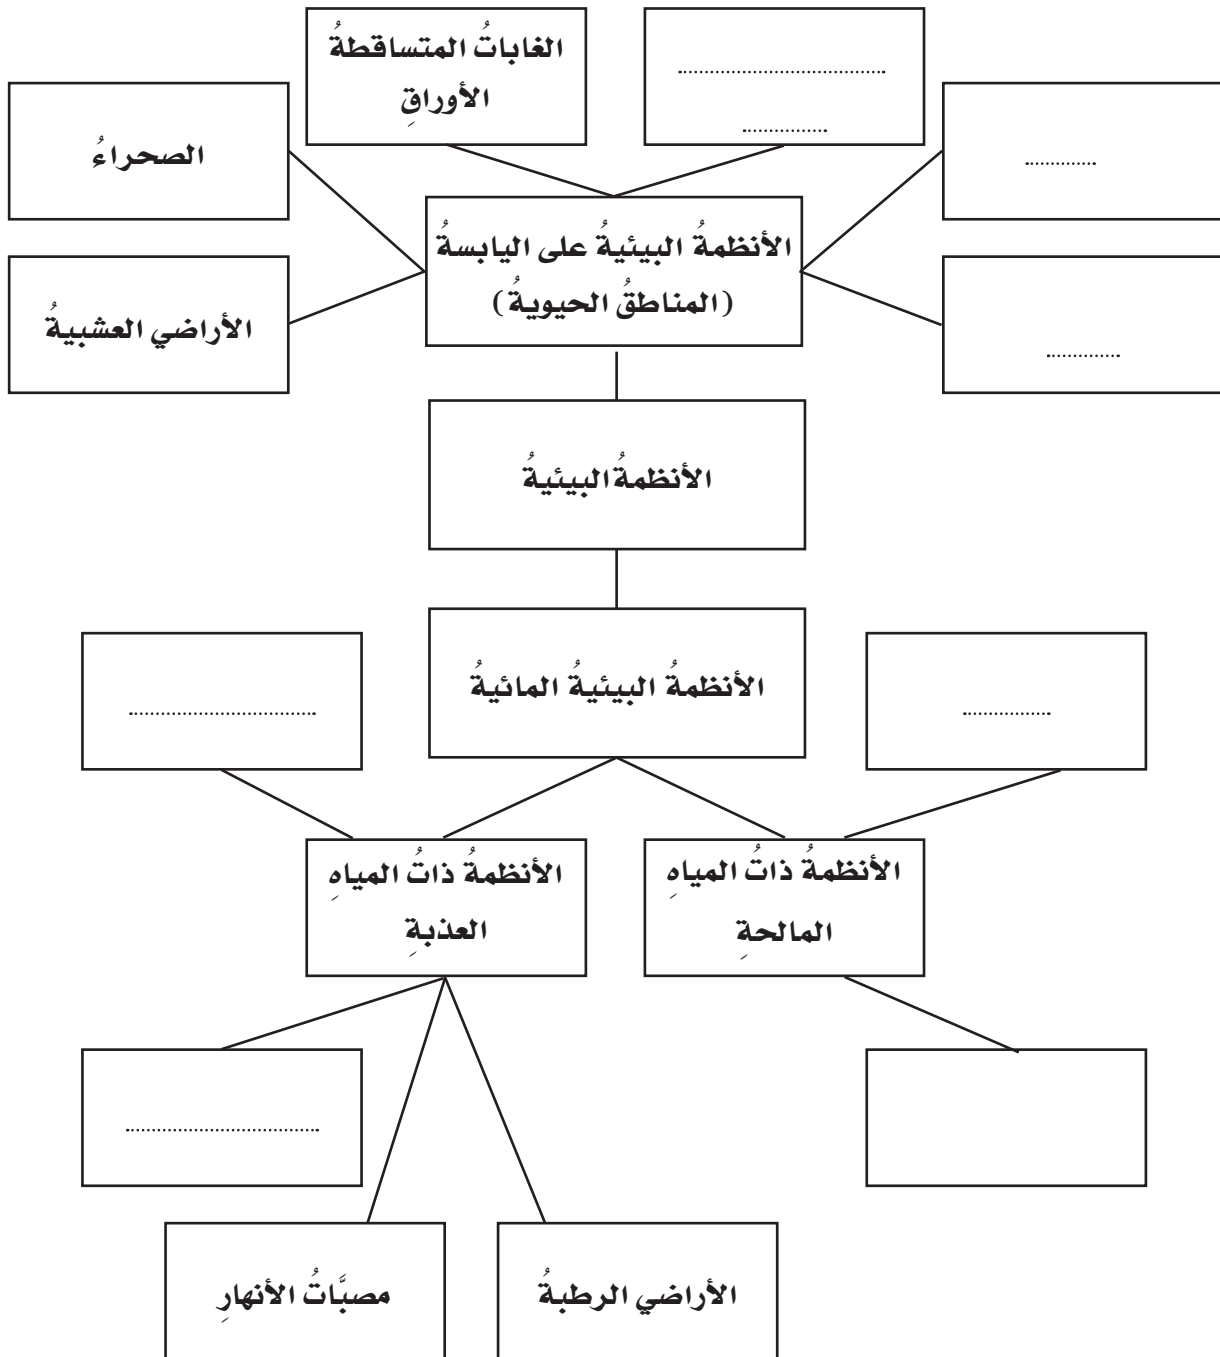 الغاباتُ المتساقطةُ
الأوراقِ
..................................
..............
الصحراءُ
............
الأنظمةُ البيئيةُ على اليابسةُ
(المناطقُ الحيويةُ)
الأراضي العشبيةُ
............
الأنظمةُ البيئيةُ
الأنظمةُ البيئيةُ المائيةُ
..............................
..............
الأنظمةُ ذاتُ المياهِ
المالحةِ
الأنظمةُ ذاتُ المياهِ
العذبةِ
................................
الأراضي الرطبةُ
مصبَّاتُ الأنهارِ